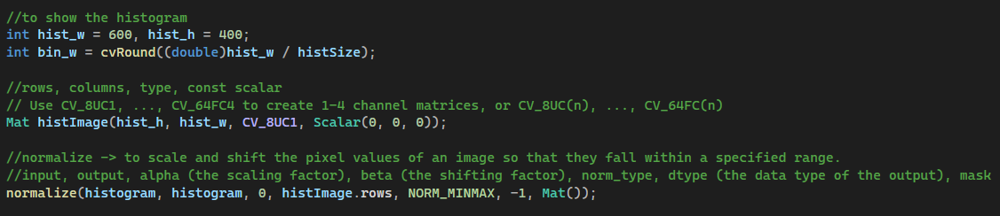 //to show the histogram
int hist_w = 600, hist_h = 400;
int bin_w = cvRound((double)hist_w / histSize);
//rows, columns, type, const scalar
// Use CV_8UC1, ..., CV_64FC4 to create 1-4 channel matrices, or CV_8UC(n), ..., CV_64FC(n)
Mat histImage(hist_h, hist_w, CV_8UC1, Scalar(0, 0, 0));
//normalize -> to scale and shift the pixel values of an image so that they fall within a specified range.
//input, output, alpha (the scaling factor), beta (the shifting factor), norm_type, dtype (the data type of the output), mask
normalize(histogram, histogram, 0, histImage.rows, NORM_MINMAX, -1, Mat());